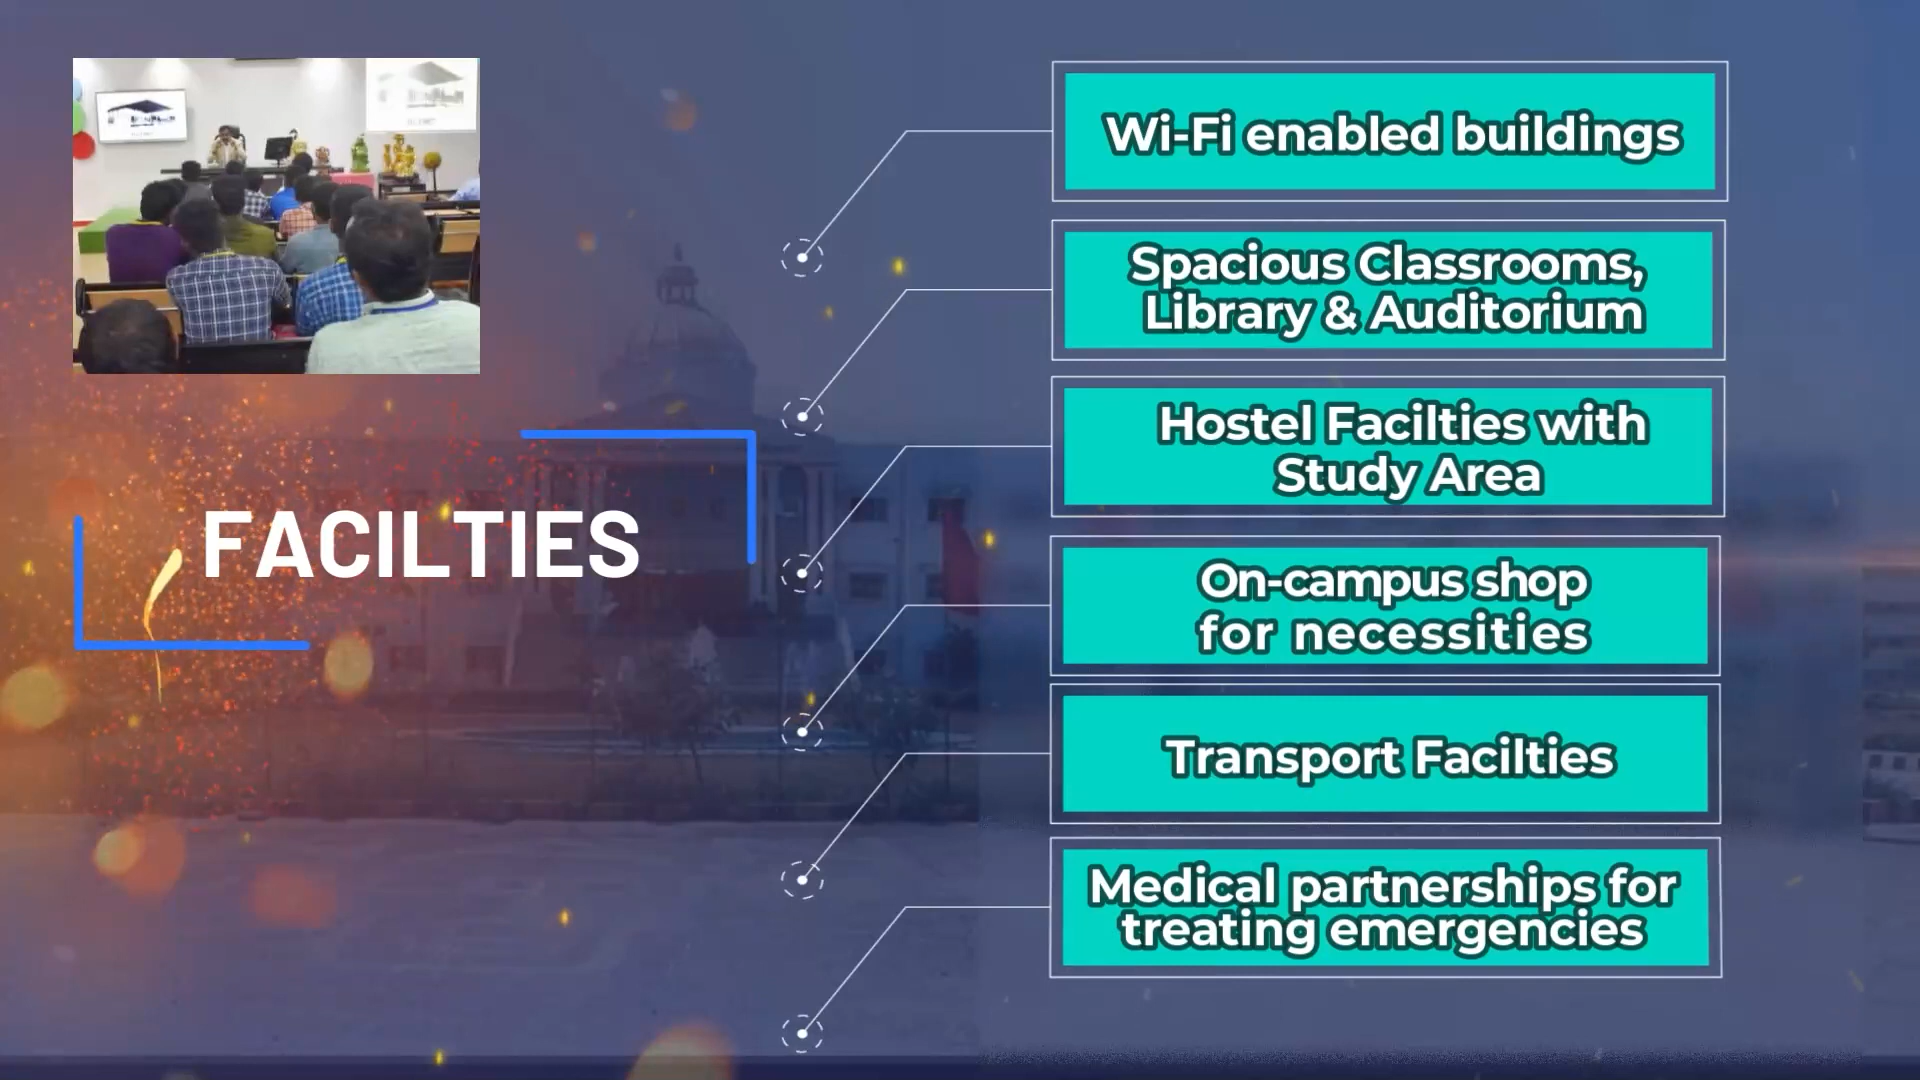 Wi-Fi enabled buildings
Spacious Classrooms,
Library & Auditorium
Hostel Facilties with
Study Area
FACILTIES
On-campus shop
for necessities
Transport Facilties
Medical partnerships for
treating emergencies